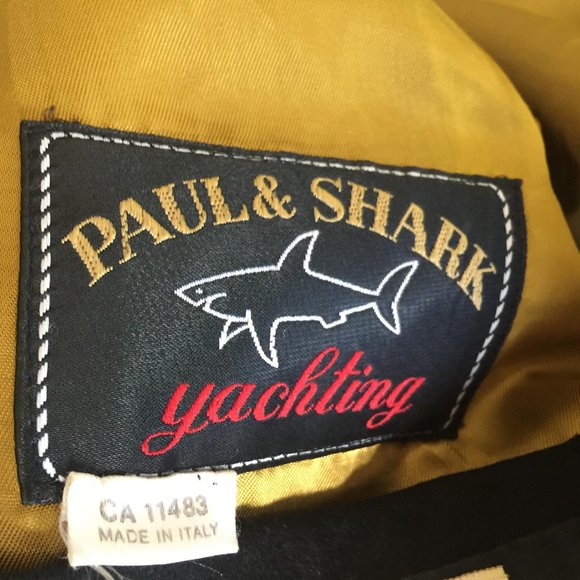 PAUL & SHARK
yachting
CA 11483
MADE IN ITALY